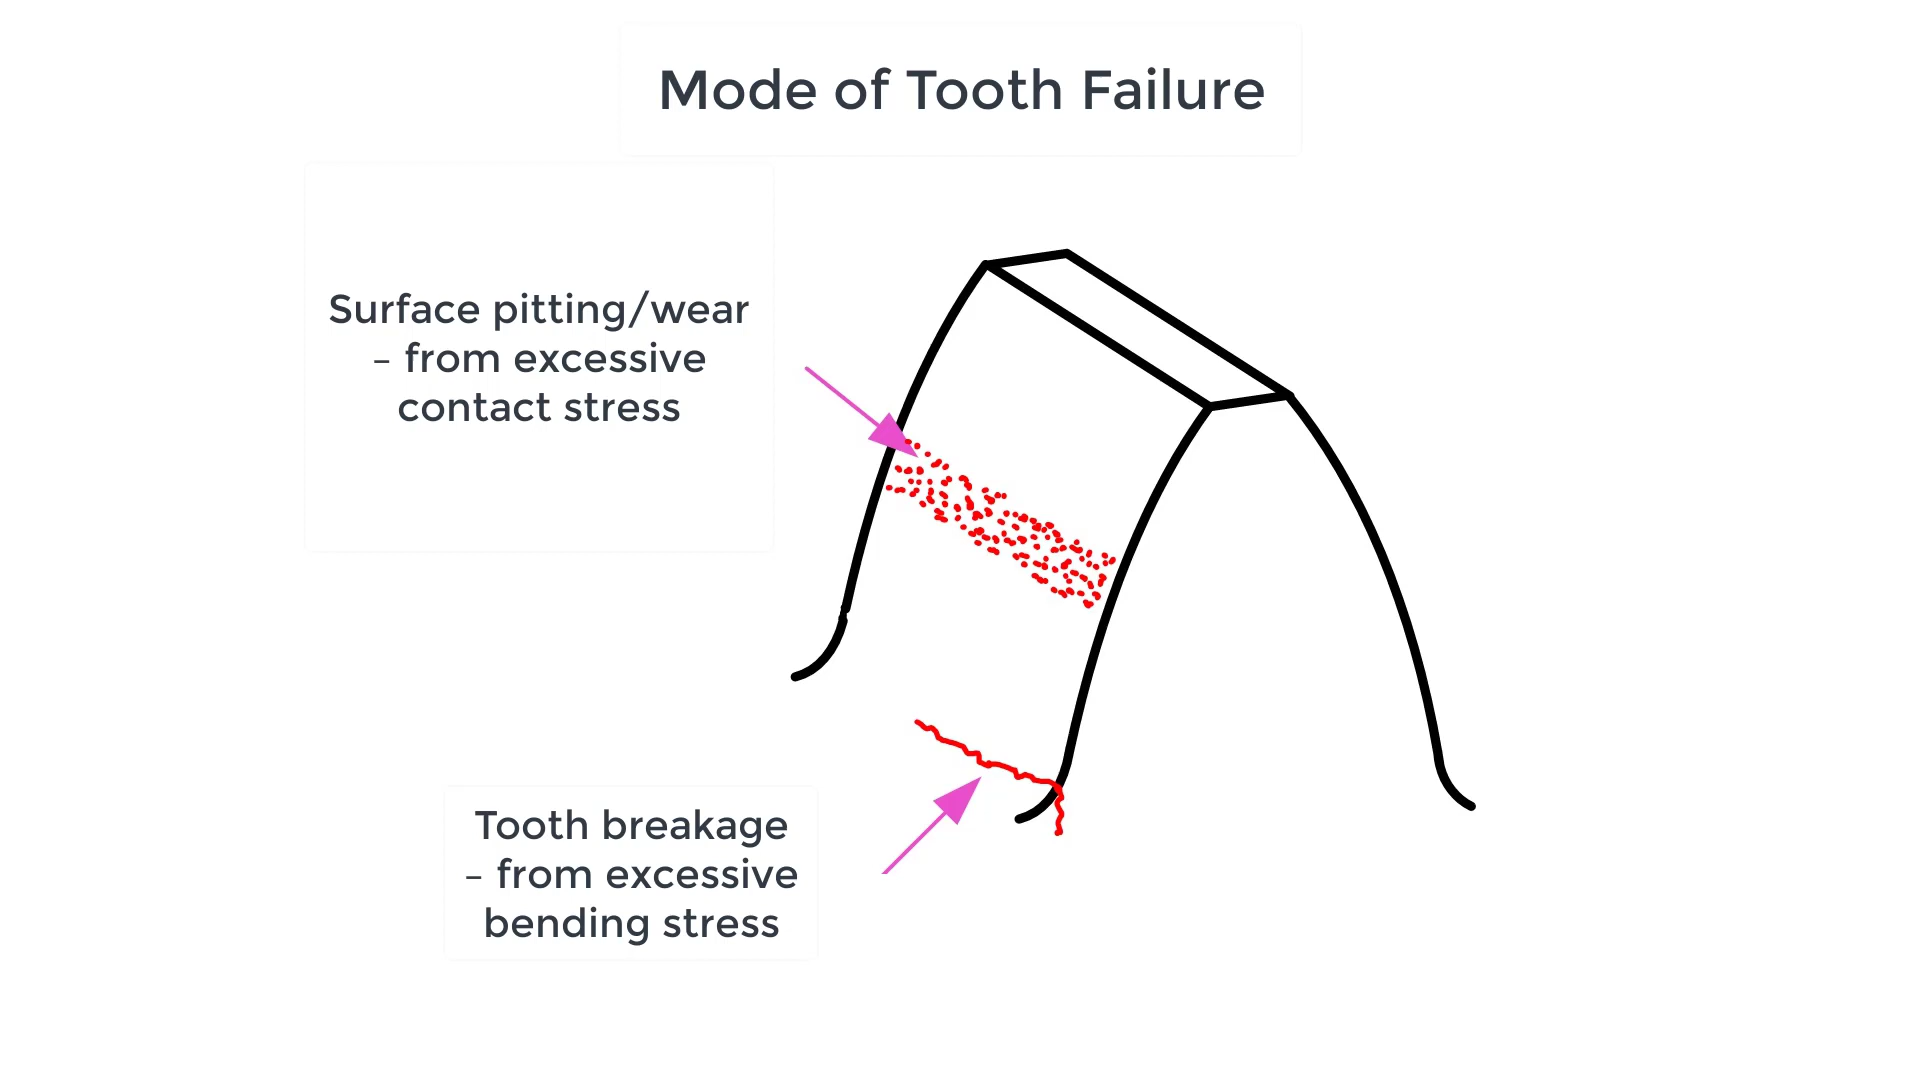 Mode of Tooth Failure
Surface pitting/wear
– from excessive
contact stress
Tooth breakage
– from excessive
bending stress